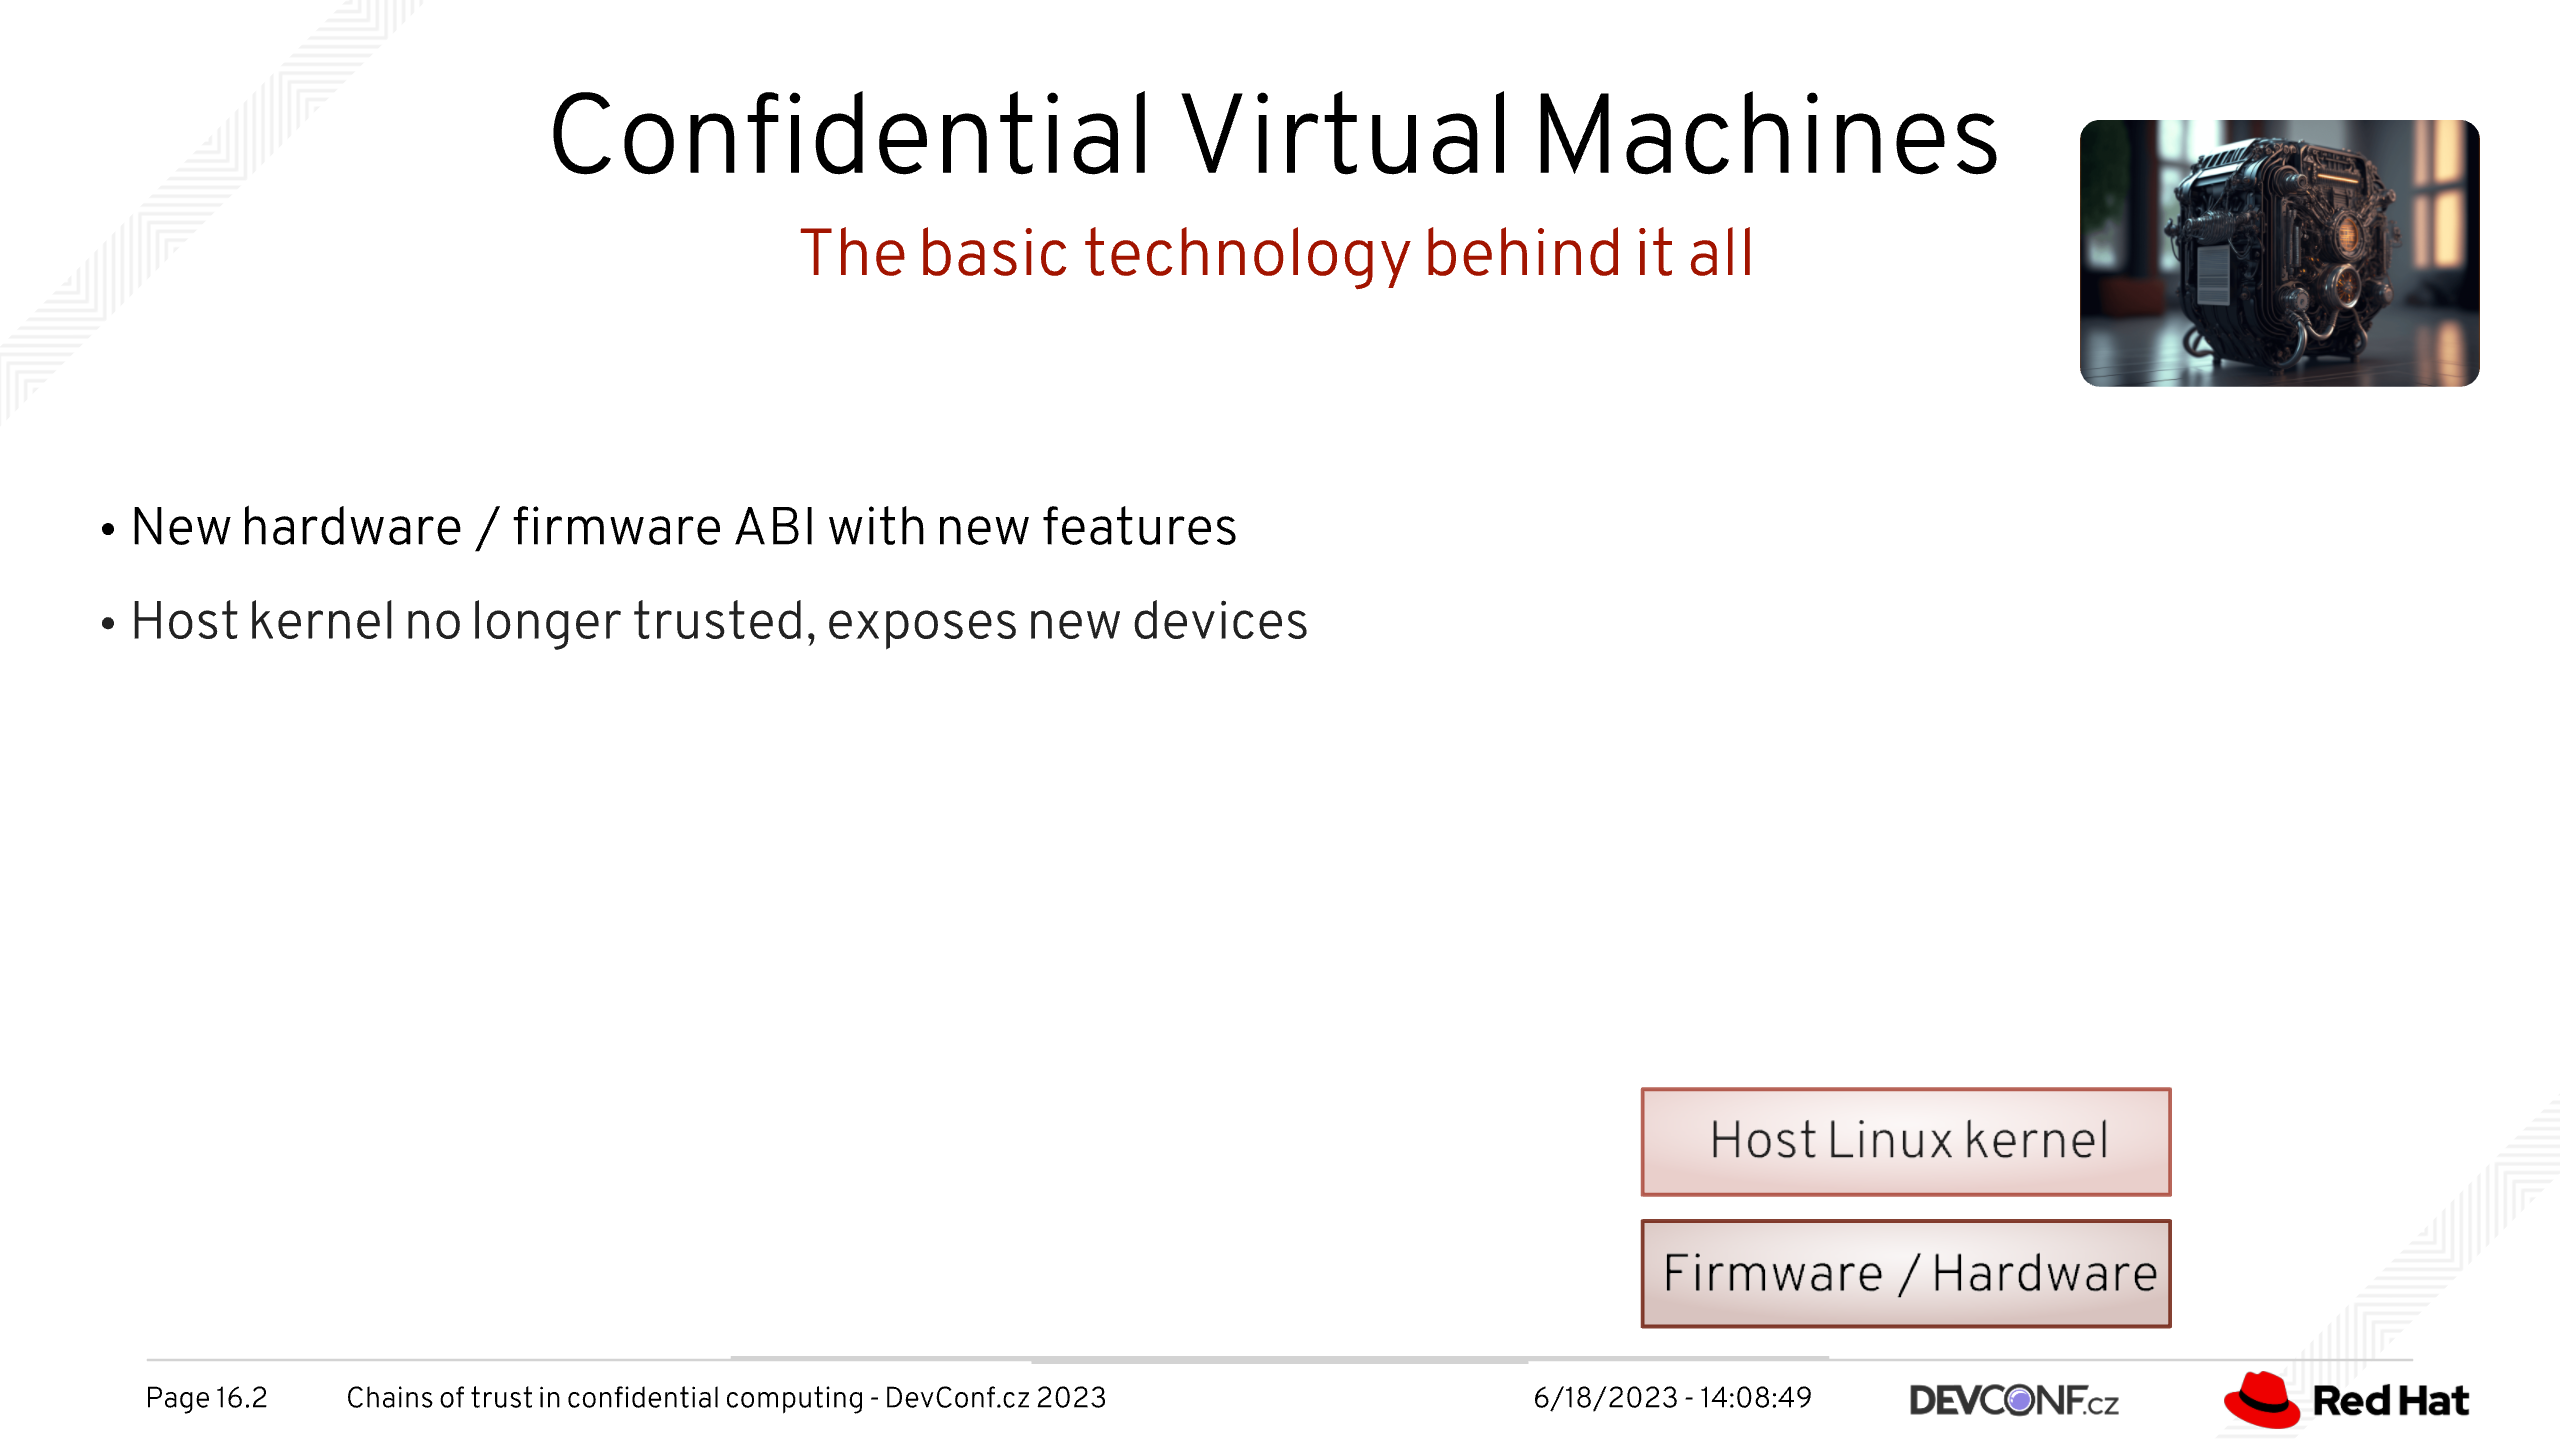 Confidential Virtual Machines
The basic technology behind it all
• New hardware / firmware ABI with new features
• Host kernel no longer trusted, exposes new devices
Host Linux kernel
Firmware / Hardware
Page 16.2
Chains of trust in confidential computing - DevConf.cz 2023
6/18/2023 - 14:08:49
DEVCONF.cz
Red Hat